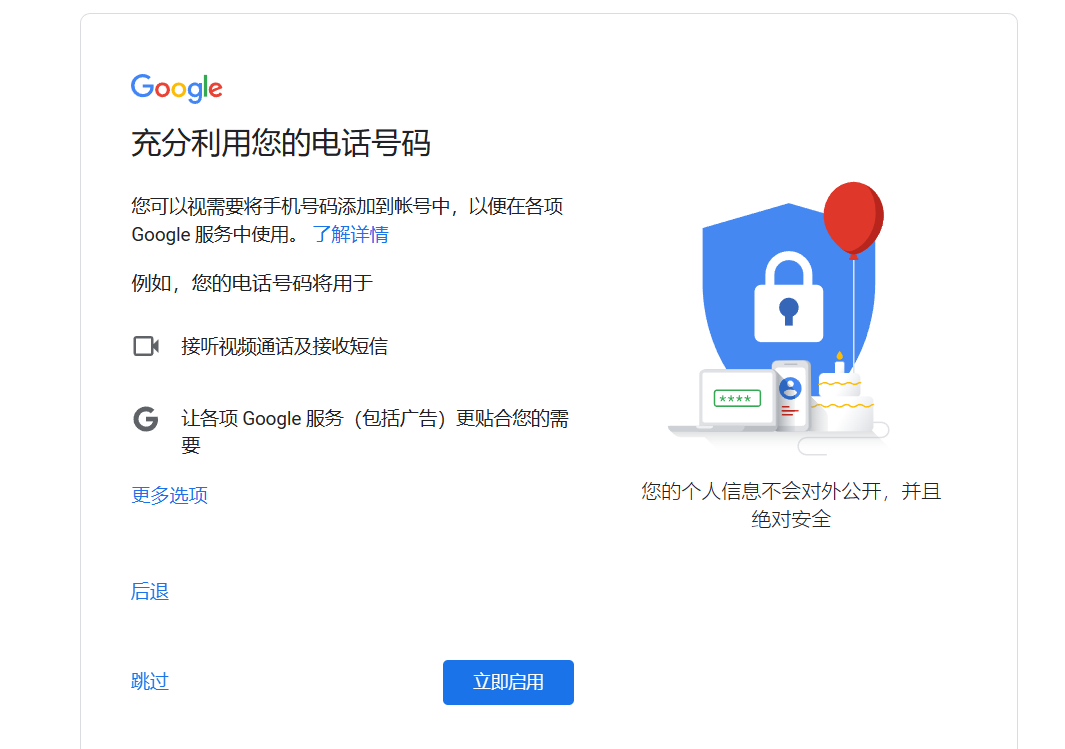 Google
充分利用您的电话号码
您可以视需要将手机号码添加到帐号中，以便在各项
Google 服务中使用。 了解详情
例如，您的电话号码将用于
接听视频通话及接收短信
让各项 Google 服务（包括广告）更贴合您的需
要
更多选项
****
您的个人信息不会对外公开，并且
绝对安全
后退
跳过
立即启用